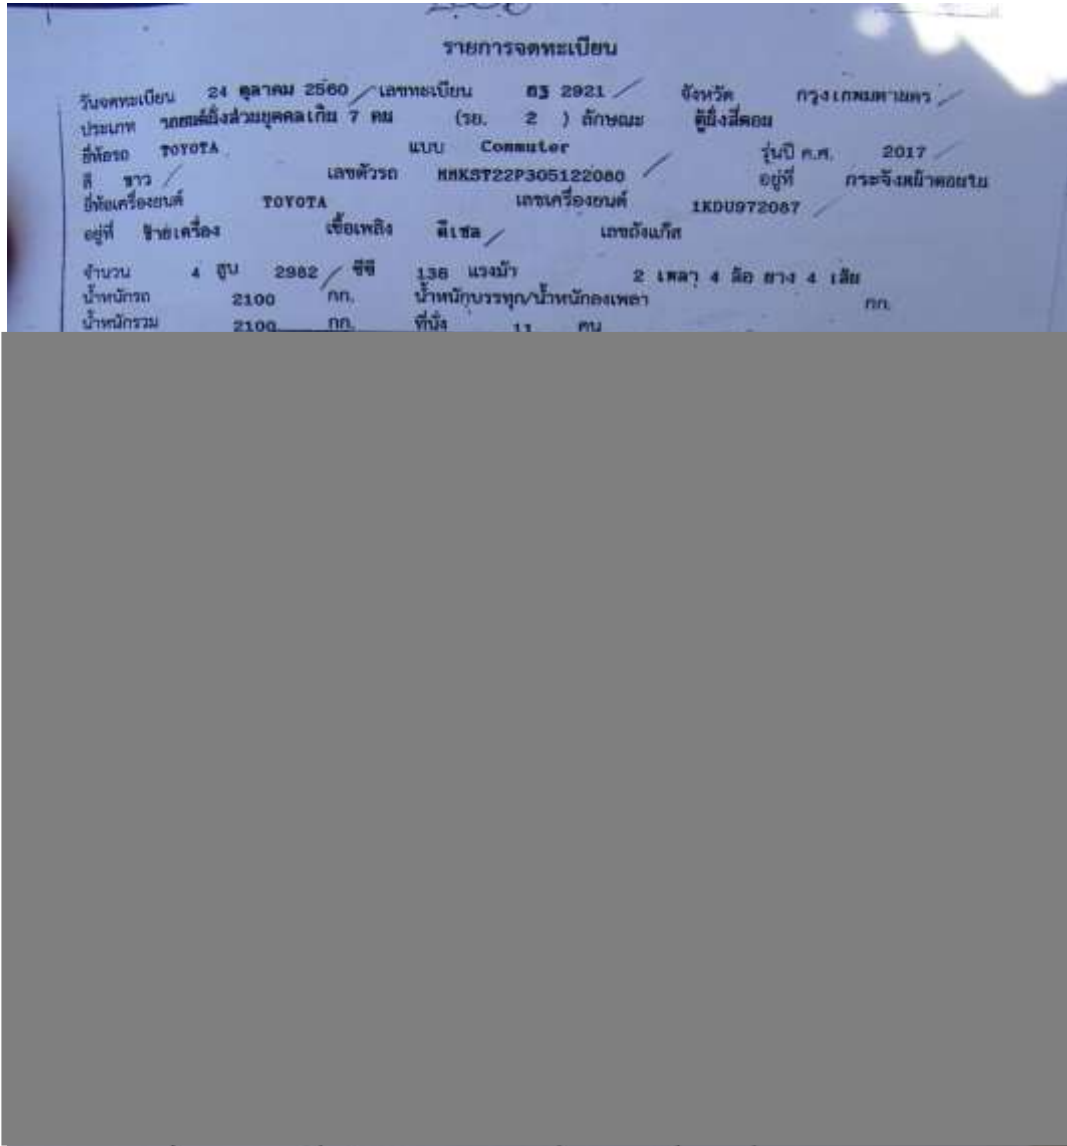 รายการจดทะเบียน
วันจดทะเบียน 24 ตุลาคม 2560 เลขทะเบียน 2921 จังหวัด กรุงเทพมหานคร
ประเภท รถยนต์นั่งส่วนบุคคลเกิน 7 คน (รย. 2 ) ลักษณะ ตู้นั่งสี่ตอน
ยี่ห้อรถ TOYOTA แบบ Commuter รุ่นปี ค.ศ. 2017
สี ขาว เลขตัวรถ MMKST22P305122080 อยู่ที่ กระจังหน้าตอนใน
ยี่ห้อเครื่องยนต์ TOYOTA เลขเครื่องยนต์ 1KDU972087
อยู่ที่ ซ้ายเครื่อง เชื้อเพลิง ดีเซล เลขถังแก๊ส
จำนวน 4 สูบ 2982 ซีซี 136 แรงม้า 2 เพลา 4 ล้อ ยาง 4 เส้น
น้ำหนักรถ 2100 กก. น้ำหนักบรรทุก/น้ำหนักลงเพลา กก.
น้ำหนักรวม 2100 กก. ที่นั่ง 11 คน